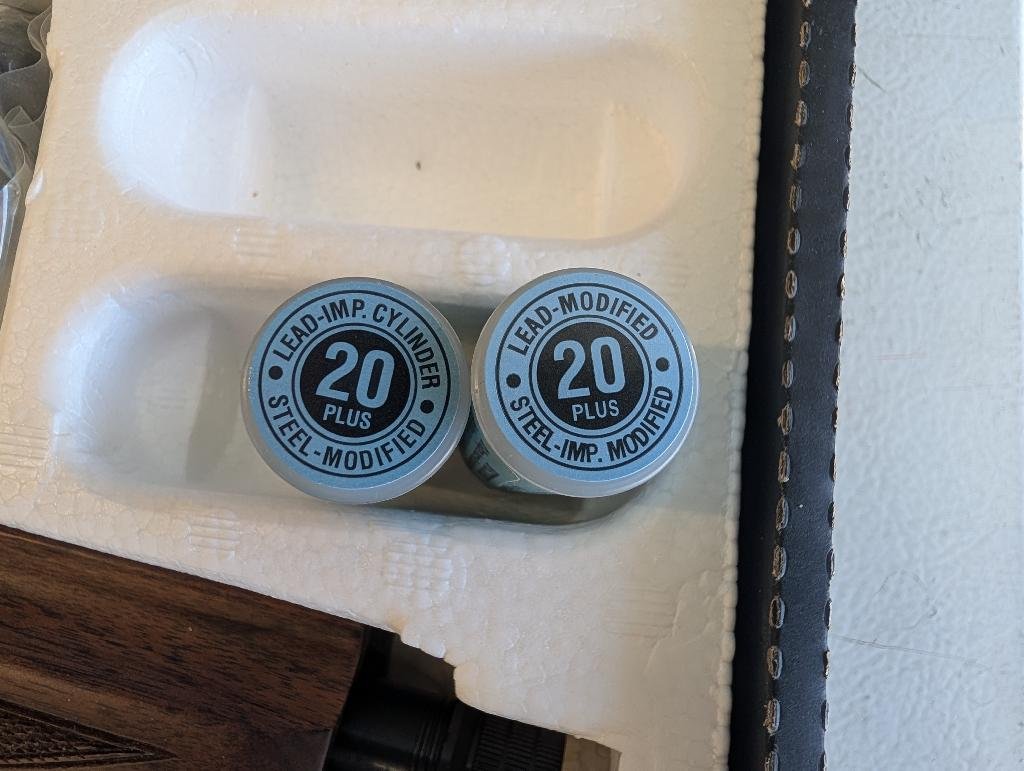 LEAD-IMP. CYLINDER
20
PLUS
STEEL-MODIFIED
LEAD-MODIFIED
20
PLUS
STEEL-IMP. MODIFIED